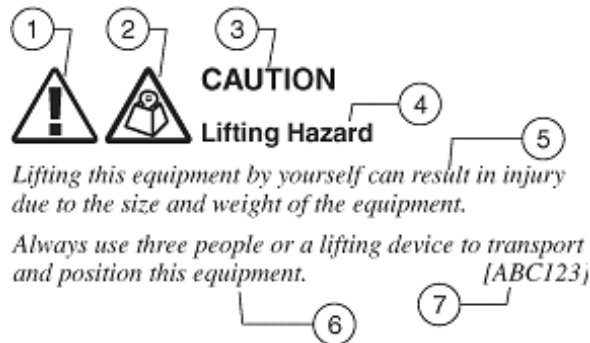 1 2 3
CAUTION
4
Lifting Hazard
5
Lifting this equipment by yourself can result in injury
due to the size and weight of the equipment.
Always use three people or a lifting device to transport
and position this equipment. [ABC123]
6 7